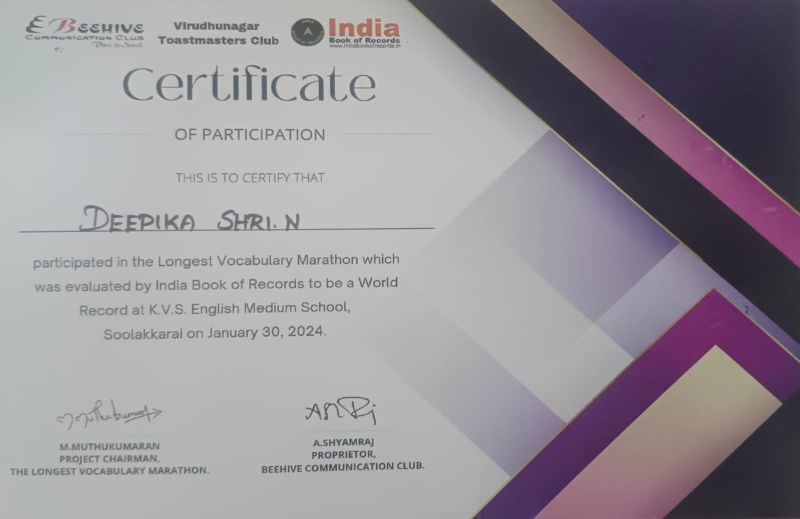 BEEHIVE
COMMUNICATION CLUB
Dare to Speak
Virudhunagar
Toastmasters Club
India
Book of Records
www.indiabookofrecords.in
Certificate
OF PARTICIPATION
THIS IS TO CERTIFY THAT
DEEPIKA SHRI.N
participated in the Longest Vocabulary Marathon which
was evaluated by India Book of Records to be a World
Record at K.V.S. English Medium School,
Soolakkarai on January 30, 2024.
M.MUTHUKUMARAN
PROJECT CHAIRMAN,
THE LONGEST VOCABULARY MARATHON.
A.SHYAMRAJ
PROPRIETOR,
BEEHIVE COMMUNICATION CLUB.